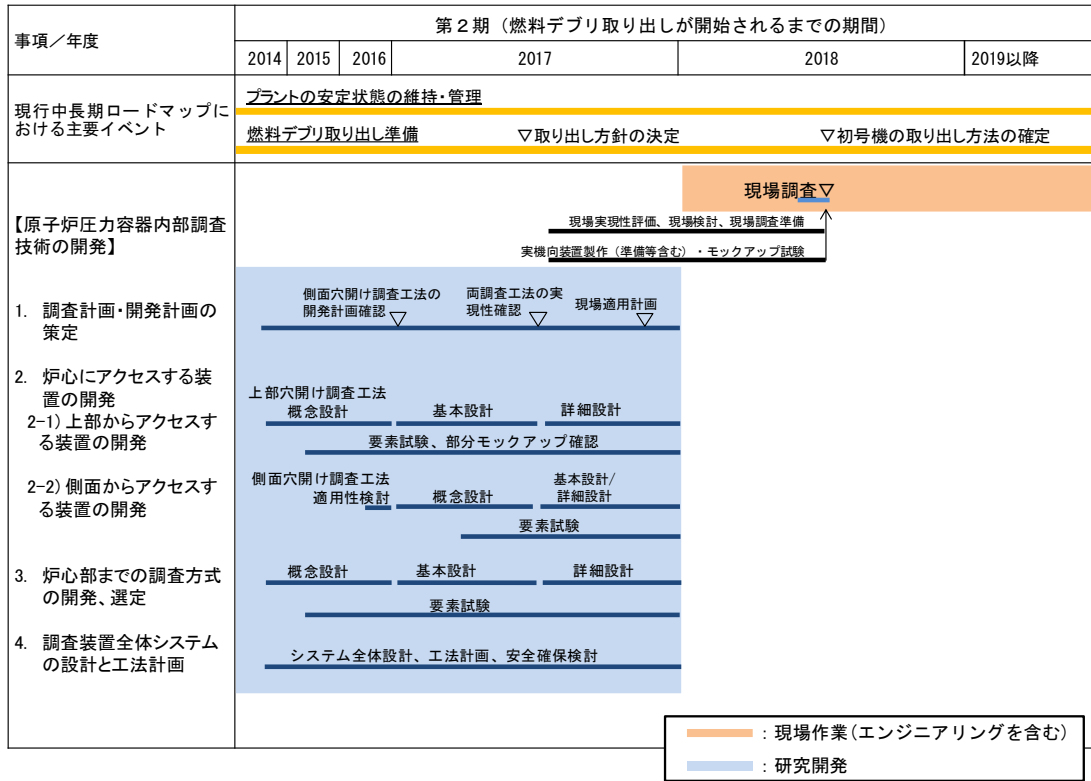 事項／年度
第２期（燃料デブリ取り出しが開始されるまでの期間）
2014
2015
2016
2017
2018
2019以降
現行中長期ロードマップに
おける主要イベント
プラントの安定状態の維持・管理
燃料デブリ取り出し準備
▽取り出し方針の決定
▽初号機の取り出し方法の確定
【原子炉圧力容器内部調査
技術の開発】
現場調査▽
現場実現性評価、現場検討、現場調査準備
実機向装置製作（準備等含む）・モックアップ試験
1. 調査計画・開発計画の
策定
側面穴開け調査工法の
開発計画確認
両調査工法の実
現性確認
現場適用計画
2. 炉心にアクセスする装
置の開発
2-1) 上部からアクセスす
る装置の開発
上部穴開け調査工法
概念設計
基本設計
詳細設計
要素試験、部分モックアップ確認
2-2) 側面からアクセスす
る装置の開発
側面穴開け調査工法
適用性検討
概念設計
基本設計/
詳細設計
要素試験
3. 炉心部までの調査方式
の開発、選定
概念設計
基本設計
詳細設計
要素試験
4. 調査装置全体システム
の設計と工法計画
システム全体設計、工法計画、安全確保検討
：現場作業（エンジニアリングを含む）
：研究開発